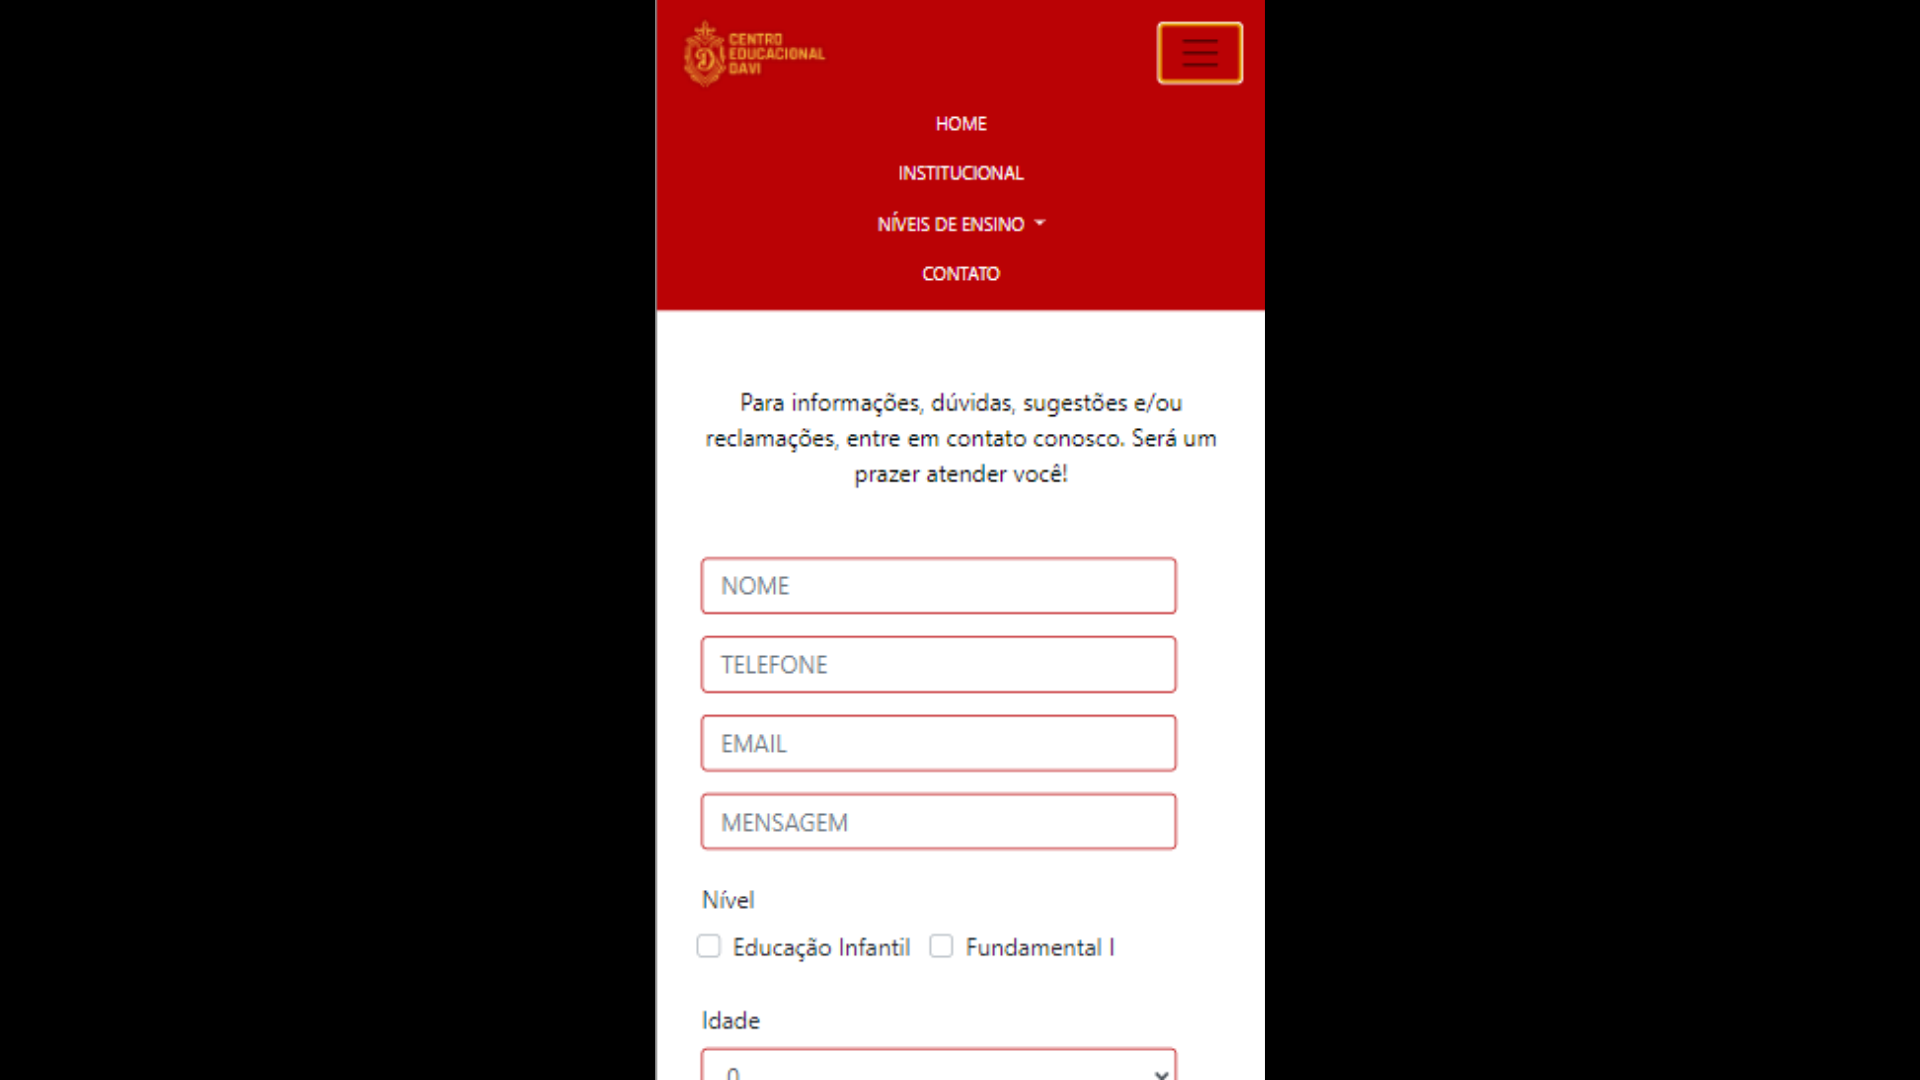 CENTRO
EDUCACIONAL
DAVI
HOME
INSTITUCIONAL
NÍVEIS DE ENSINO
CONTATO
Para informações, dúvidas, sugestões e/ou
reclamações, entre em contato conosco. Será um
prazer atender você!
NOME
TELEFONE
EMAIL
MENSAGEM
Nível
Educação Infantil Fundamental I
Idade
0